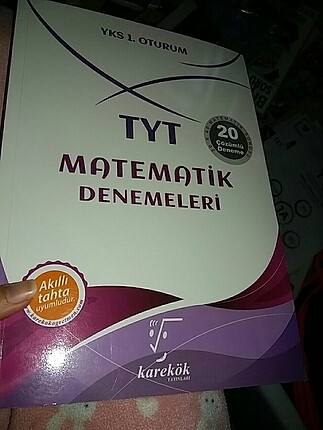 YKS 1. OTURUM
TYT
20
Çözümlü
Deneme
MATEMATİK
DENEMELERİ
Akıllı
tahta
uyumludur.
karekök
YAYINLARI